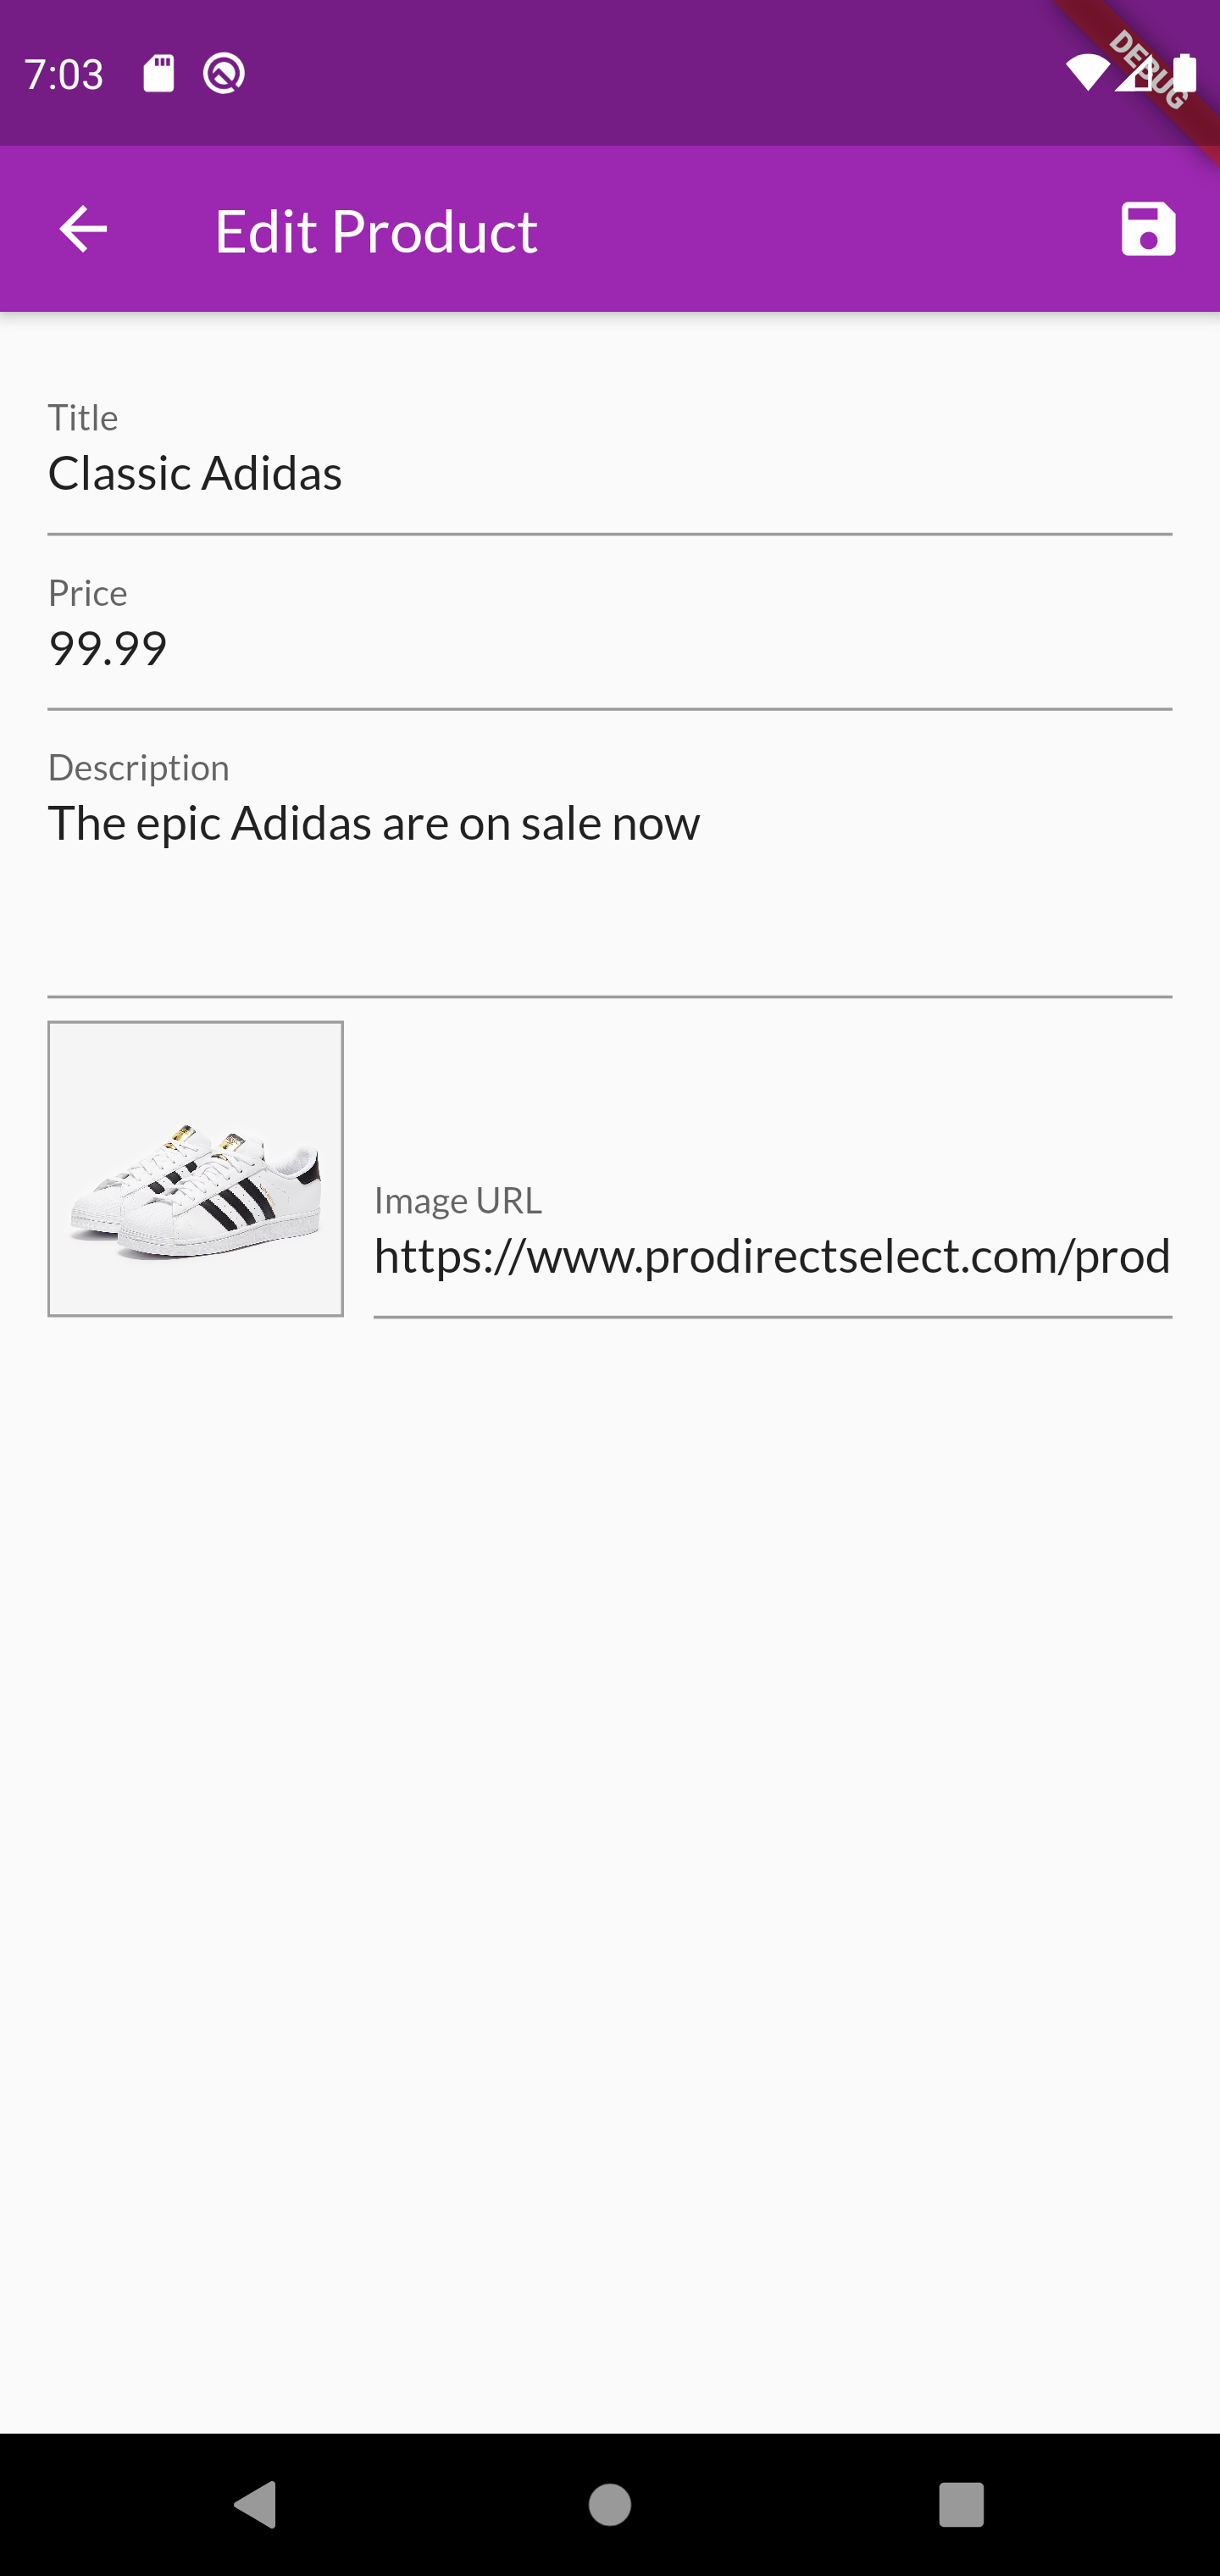 7:03
DEBUG
Edit Product
Title
Classic Adidas
Price
99.99
Description
The epic Adidas are on sale now
Image URL
https://www.prodirectselect.com/prod